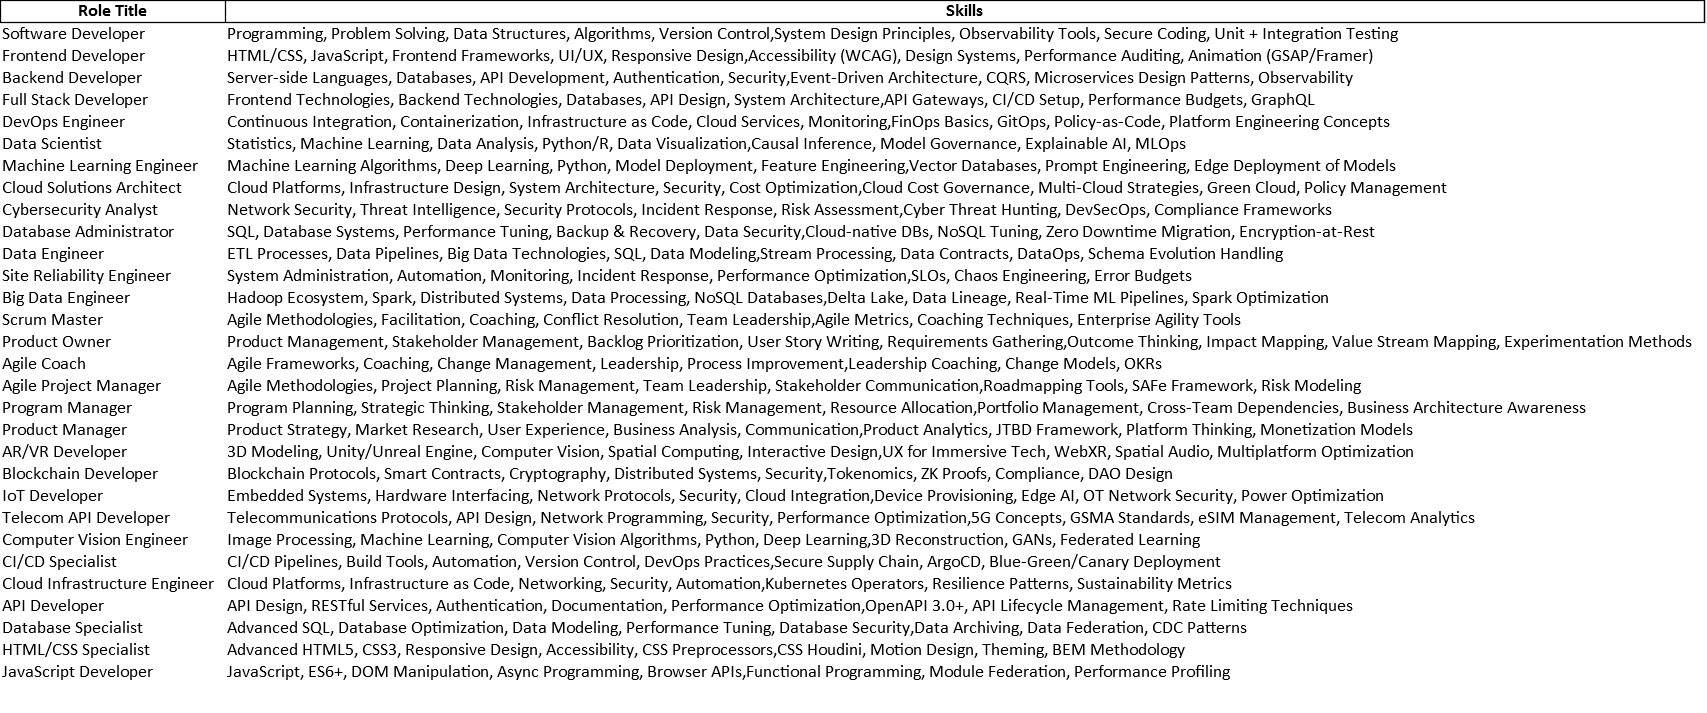 Role Title Skills
Software Developer Programming, Problem Solving, Data Structures, Algorithms, Version Control,System Design Principles, Observability Tools, Secure Coding, Unit + Integration Testing
Frontend Developer HTML/CSS, JavaScript, Frontend Frameworks, UI/UX, Responsive Design,Accessibility (WCAG), Design Systems, Performance Auditing, Animation (GSAP/Framer)
Backend Developer Server-side Languages, Databases, API Development, Authentication, Security,Event-Driven Architecture, CQRS, Microservices Design Patterns, Observability
Full Stack Developer Frontend Technologies, Backend Technologies, Databases, API Design, System Architecture,API Gateways, CI/CD Setup, Performance Budgets, GraphQL
DevOps Engineer Continuous Integration, Containerization, Infrastructure as Code, Cloud Services, Monitoring,FinOps Basics, GitOps, Policy-as-Code, Platform Engineering Concepts
Data Scientist Statistics, Machine Learning, Data Analysis, Python/R, Data Visualization,Causal Inference, Model Governance, Explainable AI, MLOps
Machine Learning Engineer Machine Learning Algorithms, Deep Learning, Python, Model Deployment, Feature Engineering,Vector Databases, Prompt Engineering, Edge Deployment of Models
Cloud Solutions Architect Cloud Platforms, Infrastructure Design, System Architecture, Security, Cost Optimization,Cloud Cost Governance, Multi-Cloud Strategies, Green Cloud, Policy Management
Cybersecurity Analyst Network Security, Threat Intelligence, Security Protocols, Incident Response, Risk Assessment,Cyber Threat Hunting, DevSecOps, Compliance Frameworks
Database Administrator SQL, Database Systems, Performance Tuning, Backup & Recovery, Data Security,Cloud-native DBs, NoSQL Tuning, Zero Downtime Migration, Encryption-at-Rest
Data Engineer ETL Processes, Data Pipelines, Big Data Technologies, SQL, Data Modeling,Stream Processing, Data Contracts, DataOps, Schema Evolution Handling
Site Reliability Engineer System Administration, Automation, Monitoring, Incident Response, Performance Optimization,SLOs, Chaos Engineering, Error Budgets
Big Data Engineer Hadoop Ecosystem, Spark, Distributed Systems, Data Processing, NoSQL Databases,Delta Lake, Data Lineage, Real-Time ML Pipelines, Spark Optimization
Scrum Master Agile Methodologies, Facilitation, Coaching, Conflict Resolution, Team Leadership,Agile Metrics, Coaching Techniques, Enterprise Agility Tools
Product Owner Product Management, Stakeholder Management, Backlog Prioritization, User Story Writing, Requirements Gathering,Outcome Thinking, Impact Mapping, Value Stream Mapping, Experimentation Methods
Agile Coach Agile Frameworks, Coaching, Change Management, Leadership, Process Improvement,Leadership Coaching, Change Models, OKRs
Agile Project Manager Agile Methodologies, Project Planning, Risk Management, Team Leadership, Stakeholder Communication,Roadmapping Tools, SAFe Framework, Risk Modeling
Program Manager Program Planning, Strategic Thinking, Stakeholder Management, Risk Management, Resource Allocation,Portfolio Management, Cross-Team Dependencies, Business Architecture Awareness
Product Manager Product Strategy, Market Research, User Experience, Business Analysis, Communication,Product Analytics, JTBD Framework, Platform Thinking, Monetization Models
AR/VR Developer 3D Modeling, Unity/Unreal Engine, Computer Vision, Spatial Computing, Interactive Design,UX for Immersive Tech, WebXR, Spatial Audio, Multiplatform Optimization
Blockchain Developer Blockchain Protocols, Smart Contracts, Cryptography, Distributed Systems, Security,Tokenomics, ZK Proofs, Compliance, DAO Design
IoT Developer Embedded Systems, Hardware Interfacing, Network Protocols, Security, Cloud Integration,Device Provisioning, Edge AI, OT Network Security, Power Optimization
Telecom API Developer Telecommunications Protocols, API Design, Network Programming, Security, Performance Optimization,5G Concepts, GSMA Standards, eSIM Management, Telecom Analytics
Computer Vision Engineer Image Processing, Machine Learning, Computer Vision Algorithms, Python, Deep Learning,3D Reconstruction, GANs, Federated Learning
CI/CD Specialist CI/CD Pipelines, Build Tools, Automation, Version Control, DevOps Practices,Secure Supply Chain, ArgoCD, Blue-Green/Canary Deployment
Cloud Infrastructure Engineer Cloud Platforms, Infrastructure as Code, Networking, Security, Automation,Kubernetes Operators, Resilience Patterns, Sustainability Metrics
API Developer API Design, RESTful Services, Authentication, Documentation, Performance Optimization,OpenAPI 3.0+, API Lifecycle Management, Rate Limiting Techniques
Database Specialist Advanced SQL, Database Optimization, Data Modeling, Performance Tuning, Database Security,Data Archiving, Data Federation, CDC Patterns
HTML/CSS Specialist Advanced HTML5, CSS3, Responsive Design, Accessibility, CSS Preprocessors,CSS Houdini, Motion Design, Theming, BEM Methodology
JavaScript Developer JavaScript, ES6+, DOM Manipulation, Async Programming, Browser APIs,Functional Programming, Module Federation, Performance Profiling